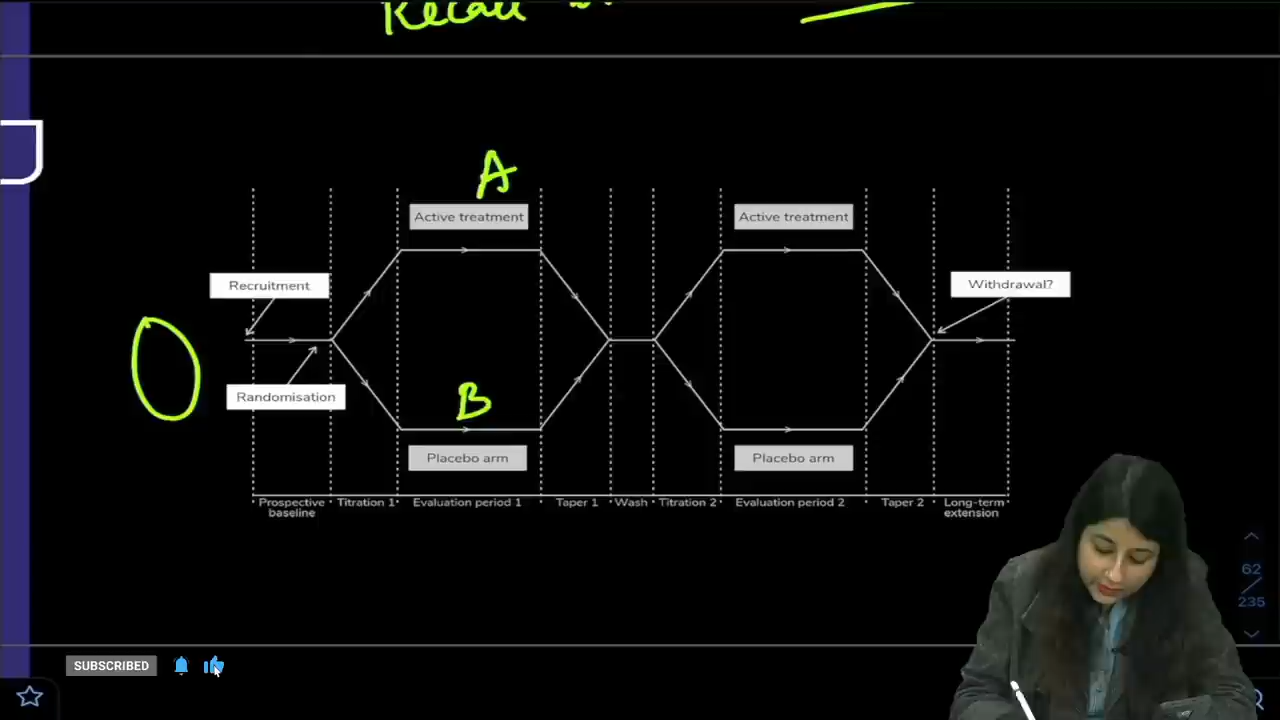 Recall
A
Active treatment
Active treatment
Recruitment
Withdrawal?
Randomisation
B
Placebo arm
Placebo arm
Prospective baseline
Titration 1
Evaluation period 1
Taper 1
Wash
Titration 2
Evaluation period 2
Taper 2
Long-term extension
62
235
SUBSCRIBED